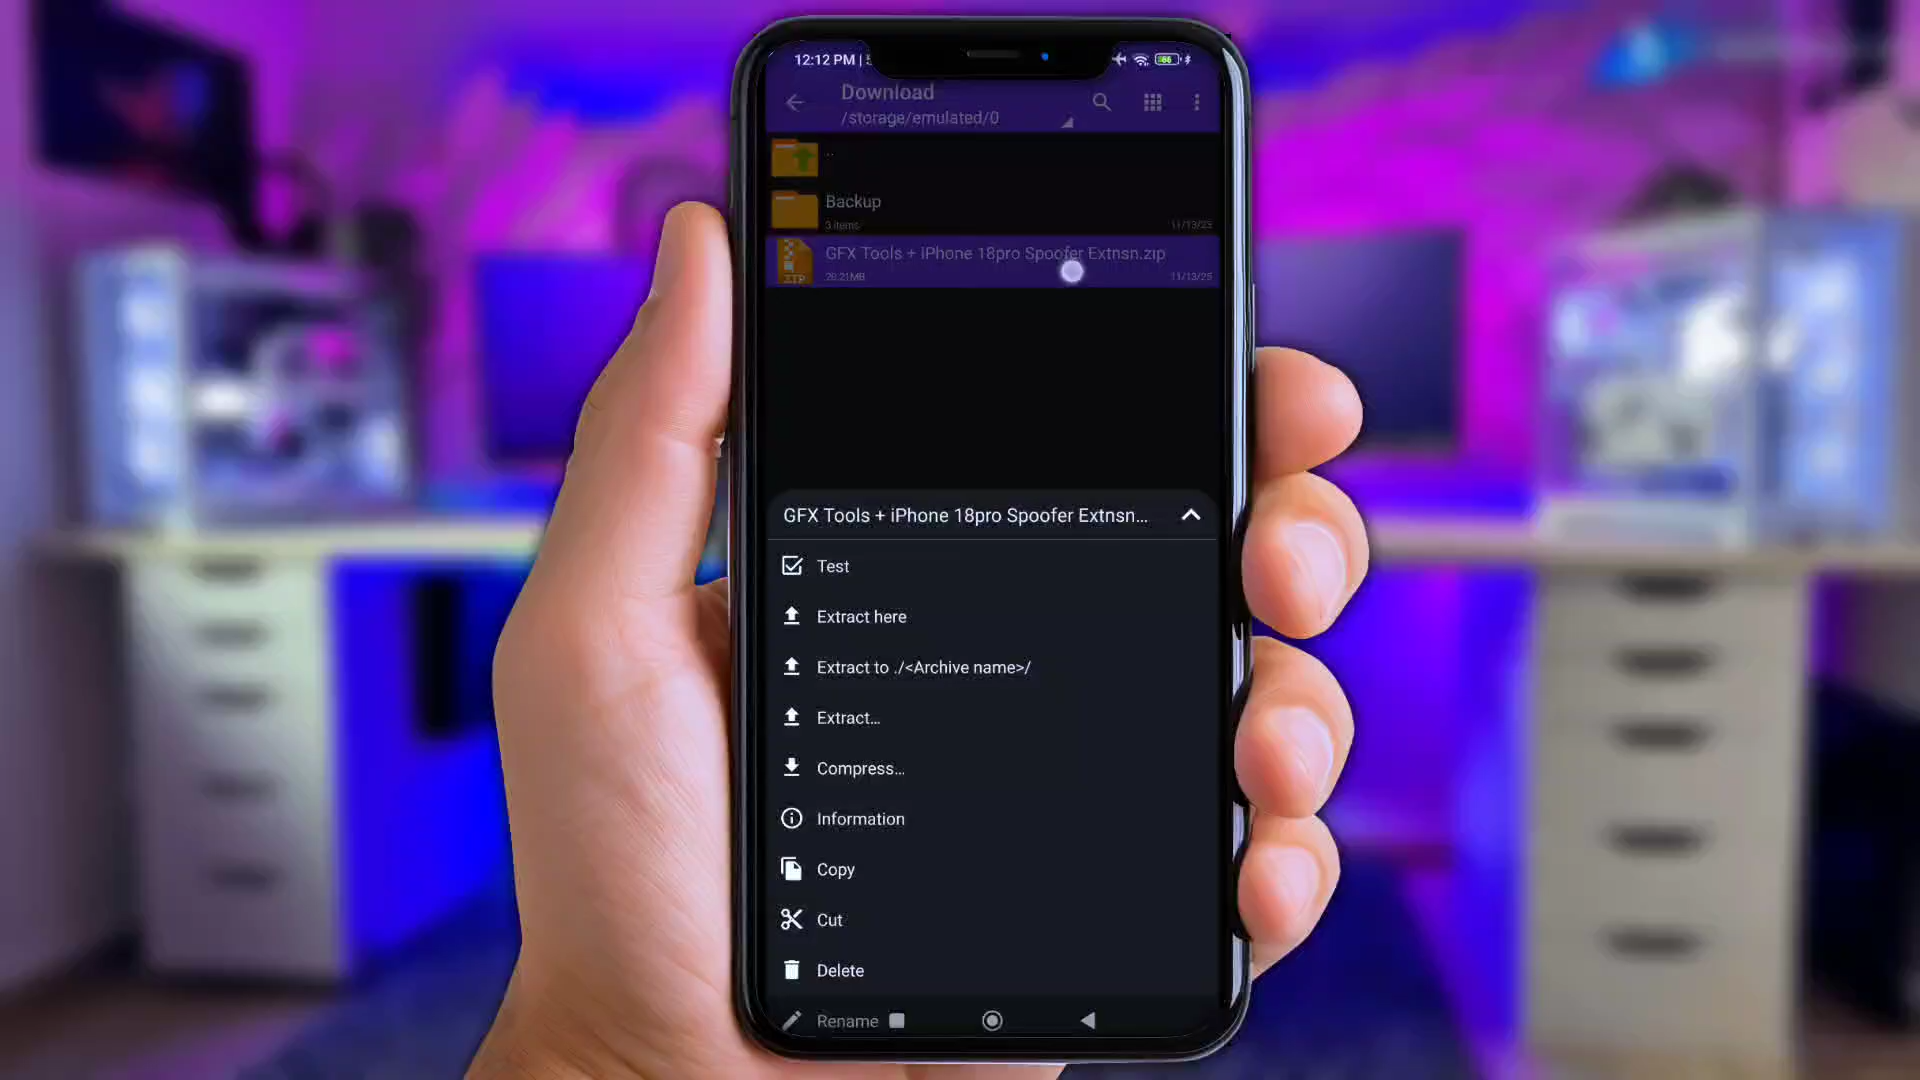 12:12 PM |
86
Download
/storage/emulated/0
..
Backup
3 items
11/13/25
GFX Tools + iPhone 18pro Spoofer Extnsn.zip
28.21MB
11/13/25
ZIP
GFX Tools + iPhone 18pro Spoofer Extnsn...
Test
Extract here
Extract to ./<Archive name>/
Extract...
Compress...
Information
Copy
Cut
Delete
Rename